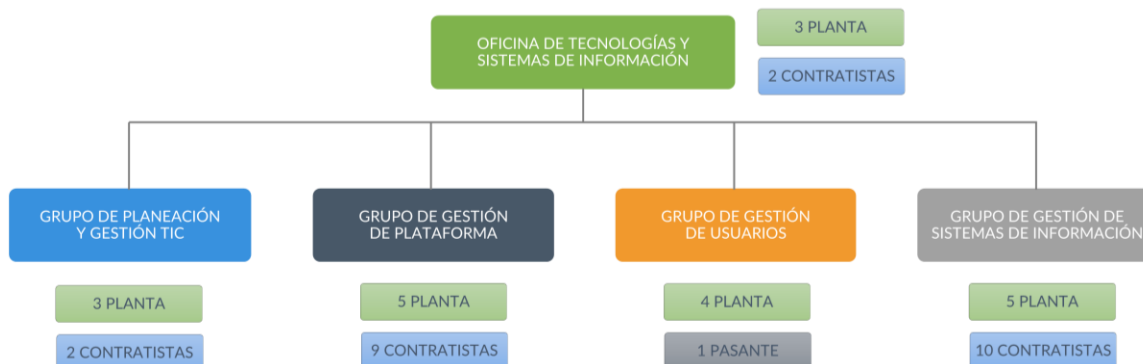 OFICINA DE TECNOLOGÍAS Y
SISTEMAS DE INFORMACIÓN
3 PLANTA
2 CONTRATISTAS
GRUPO DE PLANEACIÓN
Y GESTIÓN TIC
3 PLANTA
2 CONTRATISTAS
GRUPO DE GESTIÓN
DE PLATAFORMA
5 PLANTA
9 CONTRATISTAS
GRUPO DE GESTIÓN
DE USUARIOS
4 PLANTA
1 PASANTE
GRUPO DE GESTIÓN DE
SISTEMAS DE INFORMACIÓN
5 PLANTA
10 CONTRATISTAS